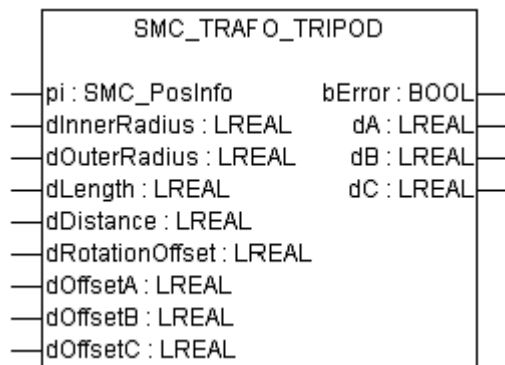 SMC_TRAFO_TRIPOD
pi : SMC_PosInfo bError : BOOL
dInnerRadius : LREAL dA : LREAL
dOuterRadius : LREAL dB : LREAL
dLength : LREAL dC : LREAL
dDistance : LREAL
dRotationOffset : LREAL
dOffsetA : LREAL
dOffsetB : LREAL
dOffsetC : LREAL